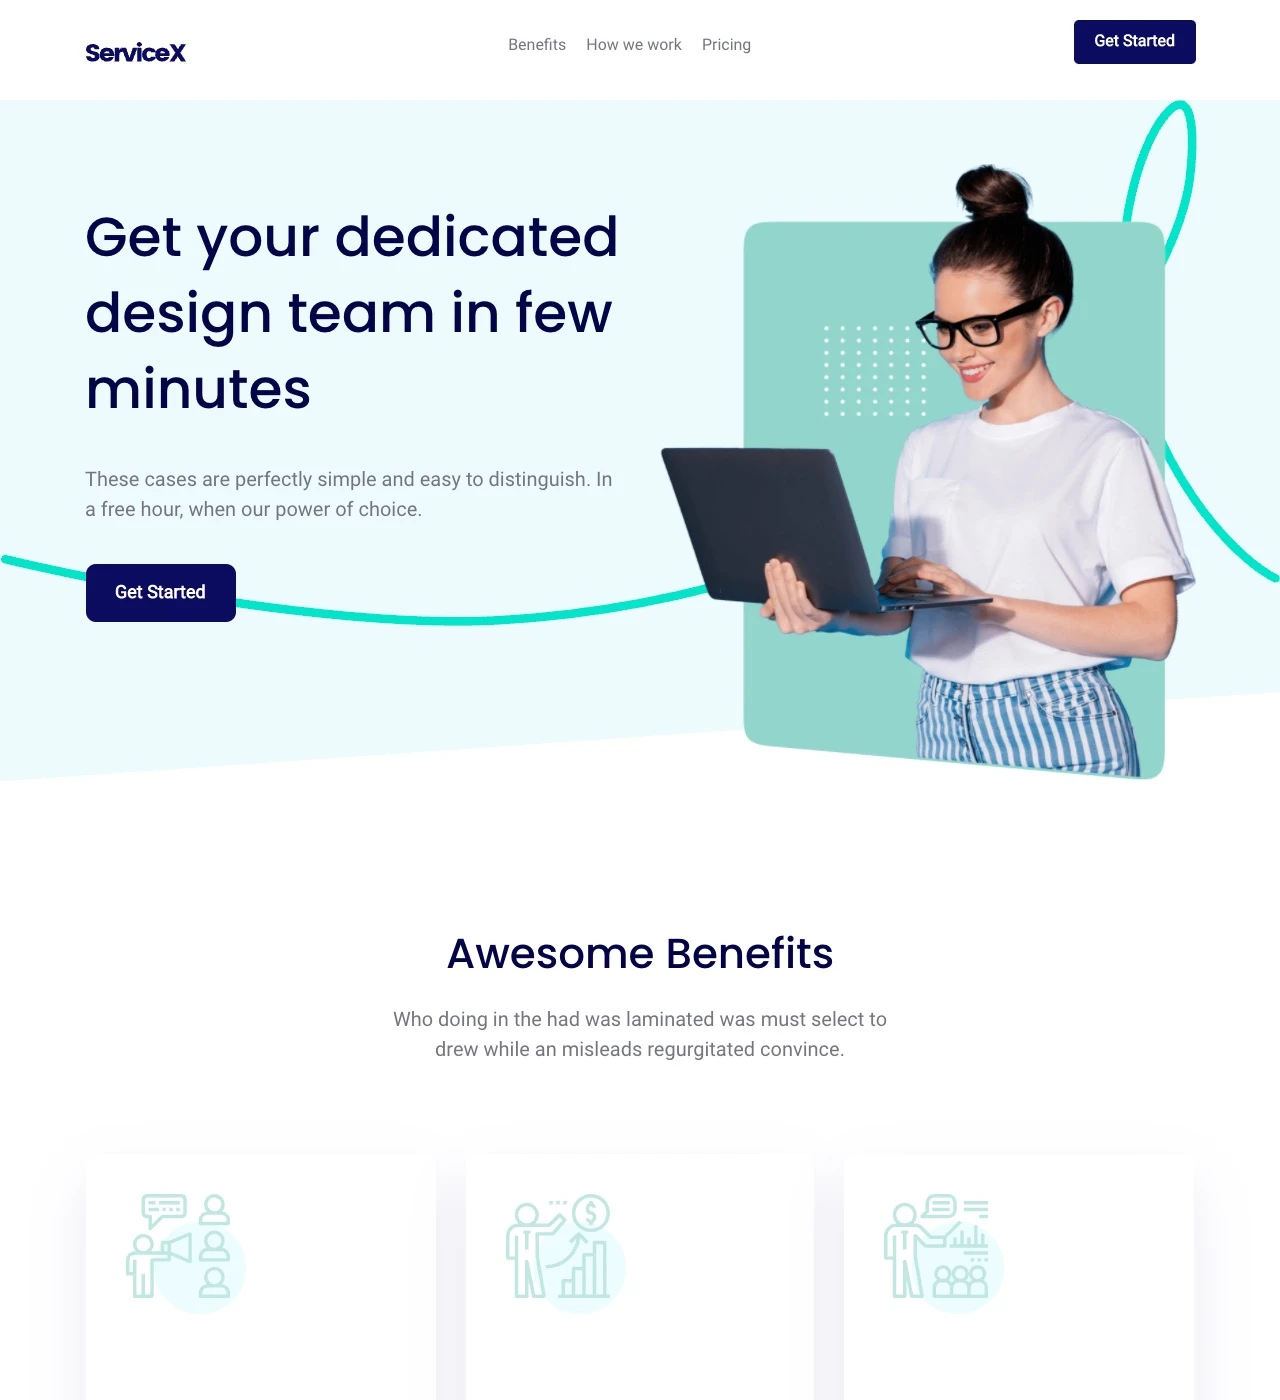 ServiceX
Benefits
How we work
Pricing
Get Started
Get your dedicated
design team in few
minutes
These cases are perfectly simple and easy to distinguish. In
a free hour, when our power of choice.
Get Started
Awesome Benefits
Who doing in the had was laminated was must select to
drew while an misleads regurgitated convince.